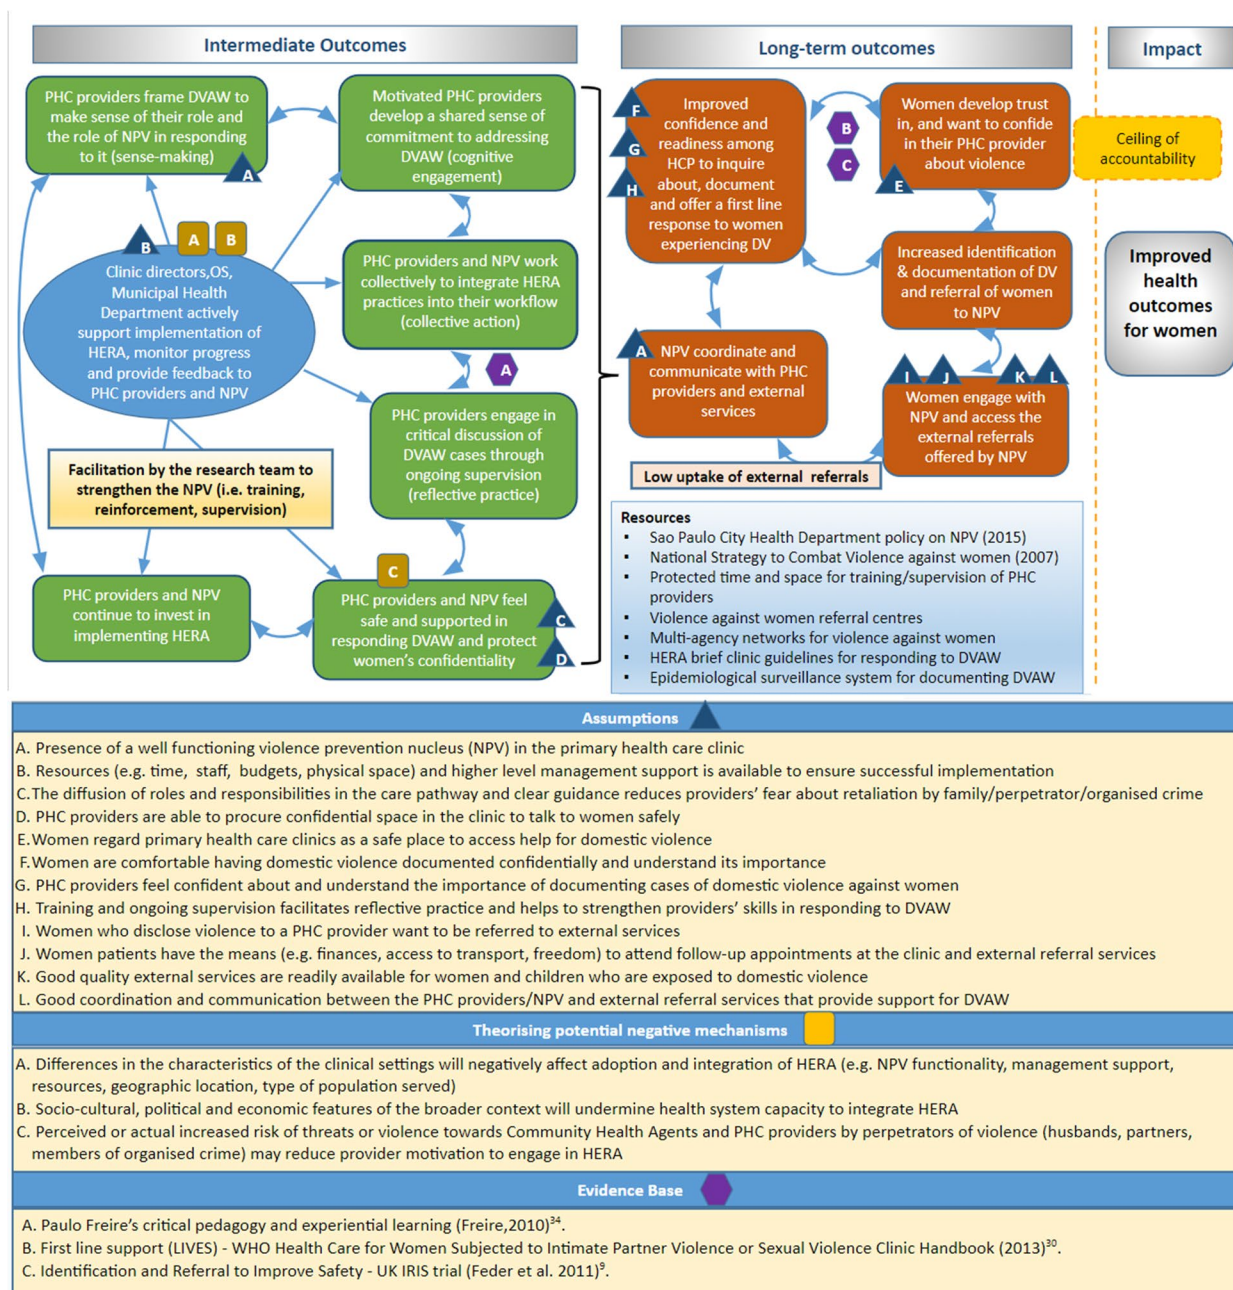 Intermediate Outcomes
Long-term outcomes
Impact
PHC providers frame DVAW to
make sense of their role and
the role of NPV in responding
to it (sense-making)
A
Motivated PHC providers
develop a shared sense of
commitment to addressing
DVAW (cognitive
engagement)
B
A
B
Clinic directors,OS,
Municipal Health
Department actively
support implementation of
HERA, monitor progress
and provide feedback to
PHC providers and NPV
PHC providers and NPV work
collectively to integrate HERA
practices into their workflow
(collective action)
A
PHC providers engage in
critical discussion of
DVAW cases through
ongoing supervision
(reflective practice)
Facilitation by the research team to
strengthen the NPV (i.e. training,
reinforcement, supervision)
PHC providers and NPV
continue to invest in
implementing HERA
C
PHC providers and NPV feel
safe and supported in
responding DVAW and protect
women's confidentiality
C
D
F
G
H
Improved
confidence and
readiness among
HCP to inquire
about, document
and offer a first line
response to women
experiencing DV
B
C
Women develop trust
in, and want to confide
in their PHC provider
about violence
E
Increased identification
& documentation of DV
and referral of women
to NPV
A
NPV coordinate and
communicate with PHC
providers and external
services
I
J
K
L
Women engage with
NPV and access the
external referrals
offered by NPV
Low uptake of external referrals
Ceiling of
accountability
Improved
health
outcomes
for women
Resources
▪ Sao Paulo City Health Department policy on NPV (2015)
▪ National Strategy to Combat Violence against women (2007)
▪ Protected time and space for training/supervision of PHC
providers
▪ Violence against women referral centres
▪ Multi-agency networks for violence against women
▪ HERA brief clinic guidelines for responding to DVAW
▪ Epidemiological surveillance system for documenting DVAW
Assumptions
A. Presence of a well functioning violence prevention nucleus (NPV) in the primary health care clinic
B. Resources (e.g. time, staff, budgets, physical space) and higher level management support is available to ensure successful implementation
C.The diffusion of roles and responsibilities in the care pathway and clear guidance reduces providers' fear about retaliation by family/perpetrator/organised crime
D. PHC providers are able to procure confidential space in the clinic to talk to women safely
E. Women regard primary health care clinics as a safe place to access help for domestic violence
F. Women are comfortable having domestic violence documented confidentially and understand its importance
G. PHC providers feel confident about and understand the importance of documenting cases of domestic violence against women
H. Training and ongoing supervision facilitates reflective practice and helps to strengthen providers' skills in responding to DVAW
I. Women who disclose violence to a PHC provider want to be referred to external services
J. Women patients have the means (e.g. finances, access to transport, freedom) to attend follow-up appointments at the clinic and external referral services
K. Good quality external services are readily available for women and children who are exposed to domestic violence
L. Good coordination and communication between the PHC providers/NPV and external referral services that provide support for DVAW
Theorising potential negative mechanisms
A. Differences in the characteristics of the clinical settings will negatively affect adoption and integration of HERA (e.g. NPV functionality, management support,
resources, geographic location, type of population served)
B. Socio-cultural, political and economic features of the broader context will undermine health system capacity to integrate HERA
C. Perceived or actual increased risk of threats or violence towards Community Health Agents and PHC providers by perpetrators of violence (husbands, partners,
members of organised crime) may reduce provider motivation to engage in HERA
Evidence Base
A. Paulo Freire's critical pedagogy and experiential learning (Freire,2010)³⁴.
B. First line support (LIVES) - WHO Health Care for Women Subjected to Intimate Partner Violence or Sexual Violence Clinic Handbook (2013)³⁰.
C. Identification and Referral to Improve Safety - UK IRIS trial (Feder et al. 2011)⁹.